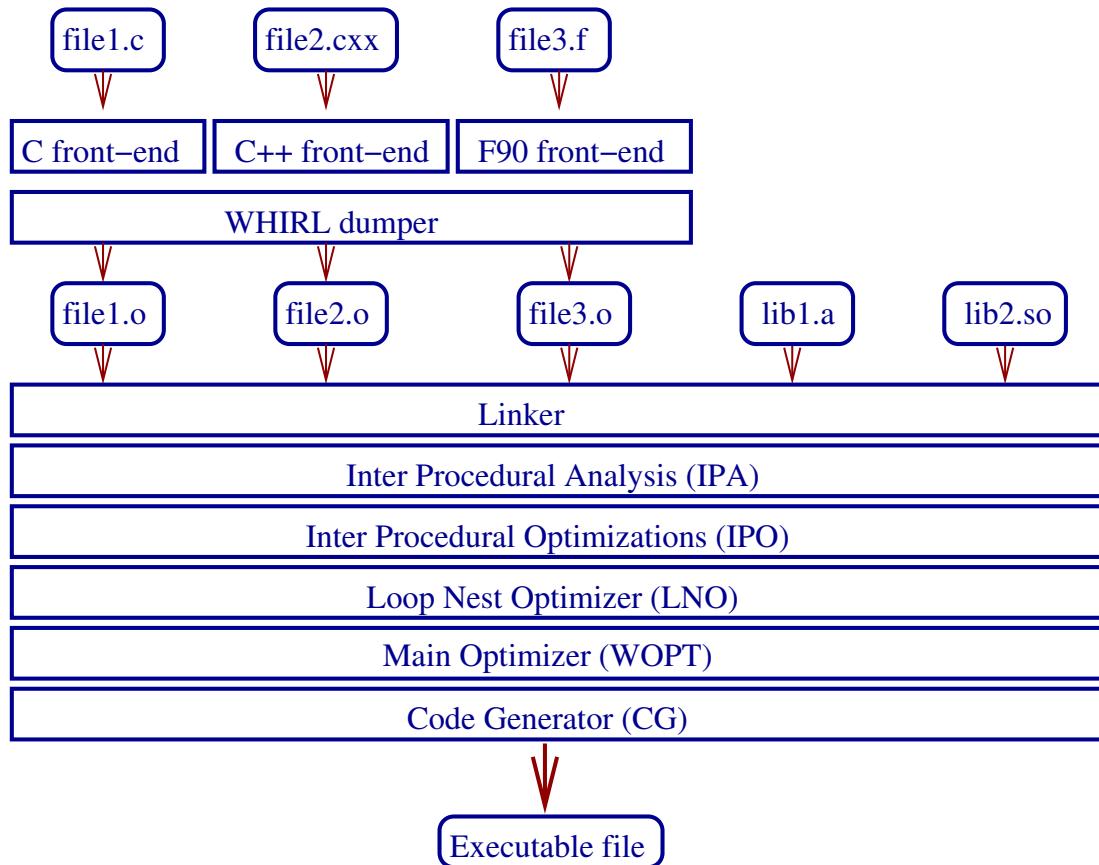 file1.c
file2.cxx
file3.f
C front−end
C++ front−end
F90 front−end
WHIRL dumper
file1.o
file2.o
file3.o
lib1.a
lib2.so
Linker
Inter Procedural Analysis (IPA)
Inter Procedural Optimizations (IPO)
Loop Nest Optimizer (LNO)
Main Optimizer (WOPT)
Code Generator (CG)
Executable file